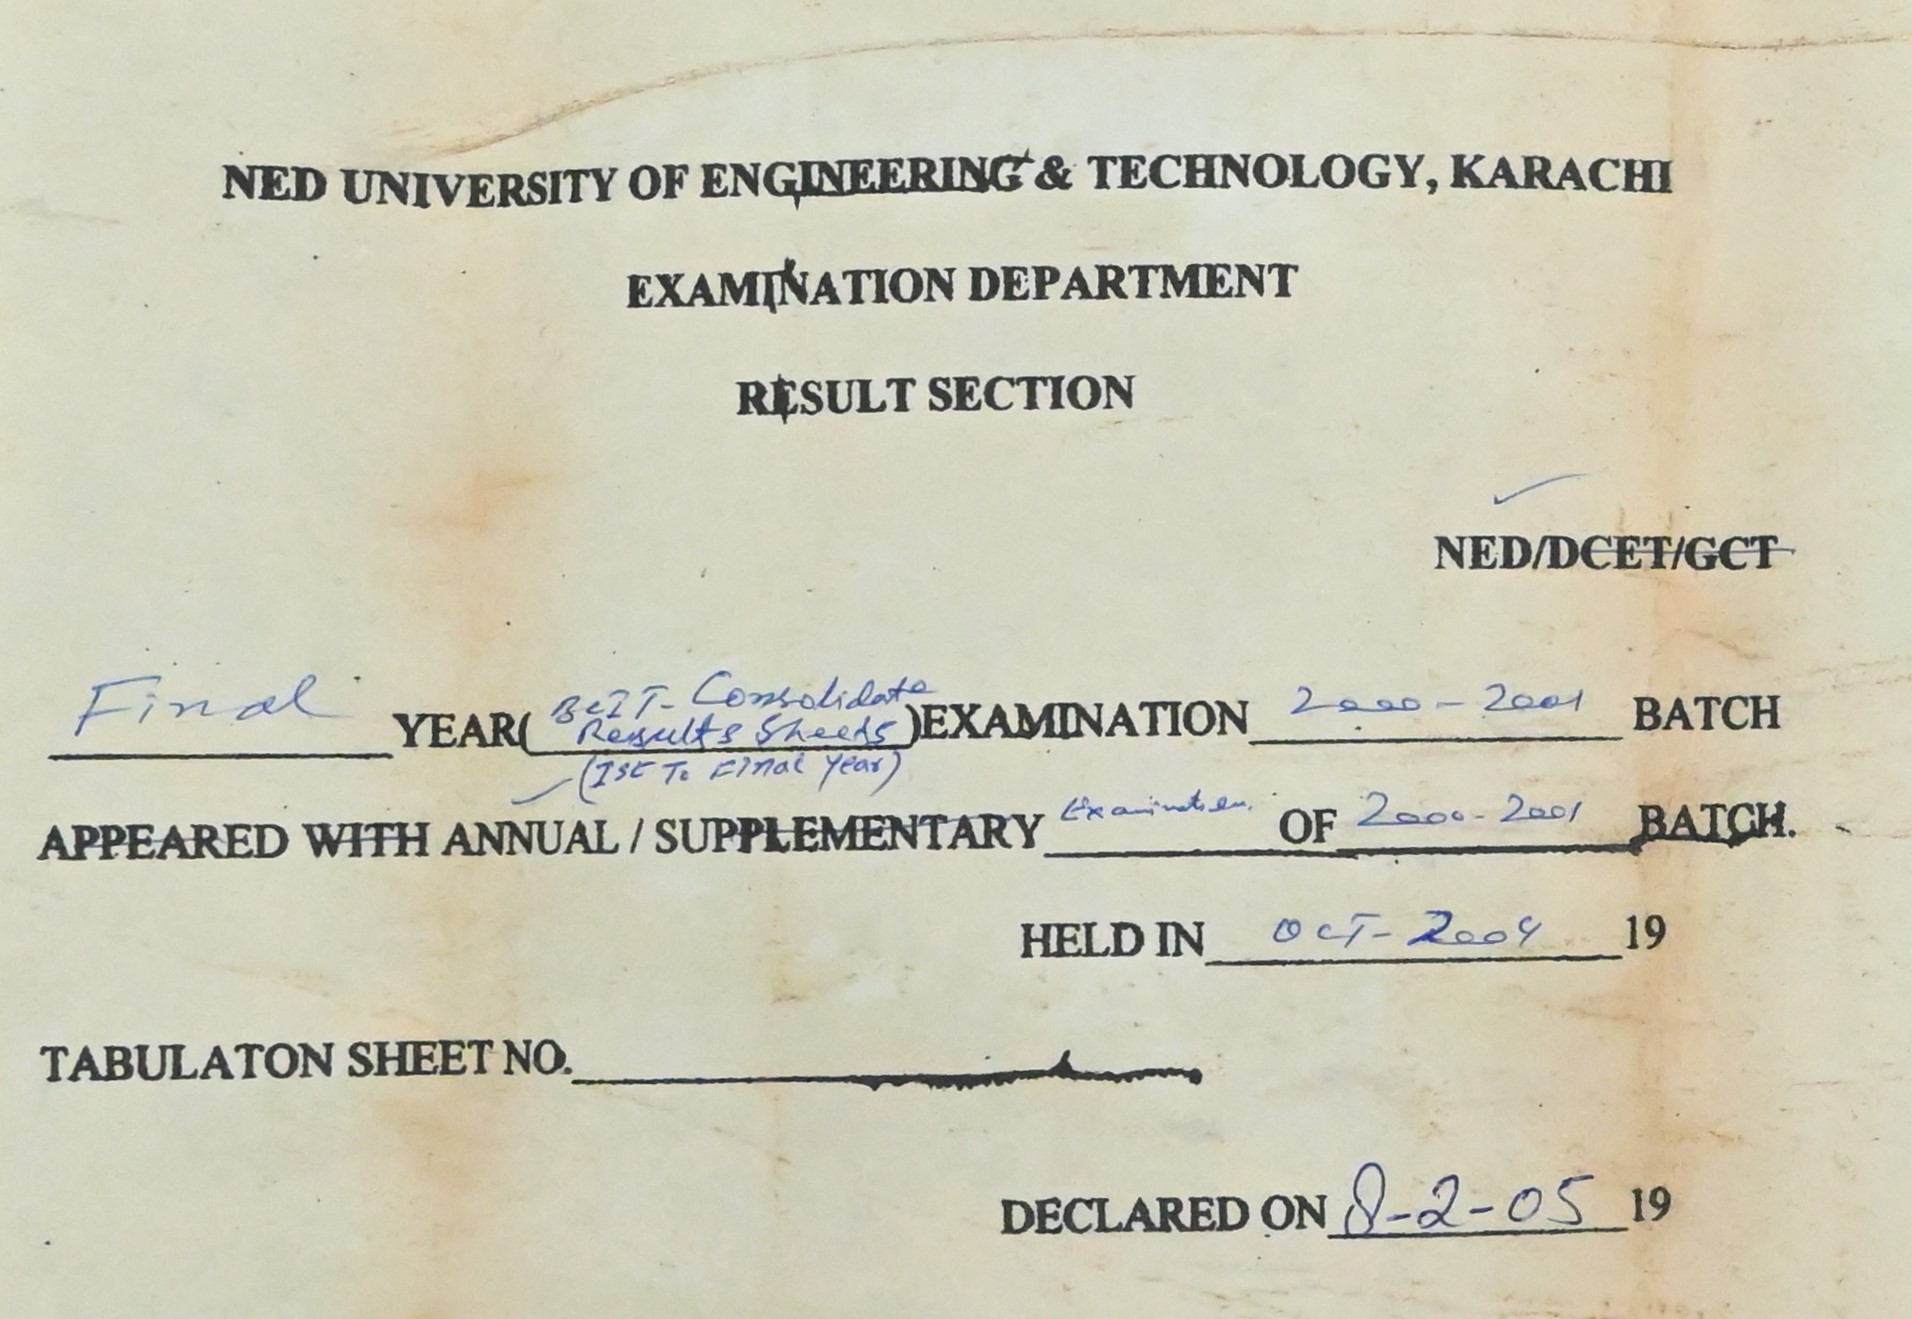 NED UNIVERSITY OF ENGINEERING & TECHNOLOGY, KARACHI
EXAMINATION DEPARTMENT
RESULT SECTION
NED/DCET/GCT
Final YEAR( BCIT- Consolidate Results Sheets )EXAMINATION 2000-2001 BATCH
(Ist To Final Year)
APPEARED WITH ANNUAL / SUPPLEMENTARY Examination OF 2000-2001 BATCH.
HELD IN OCT-2004 19
TABULATON SHEET NO.
DECLARED ON 8-2-05 19